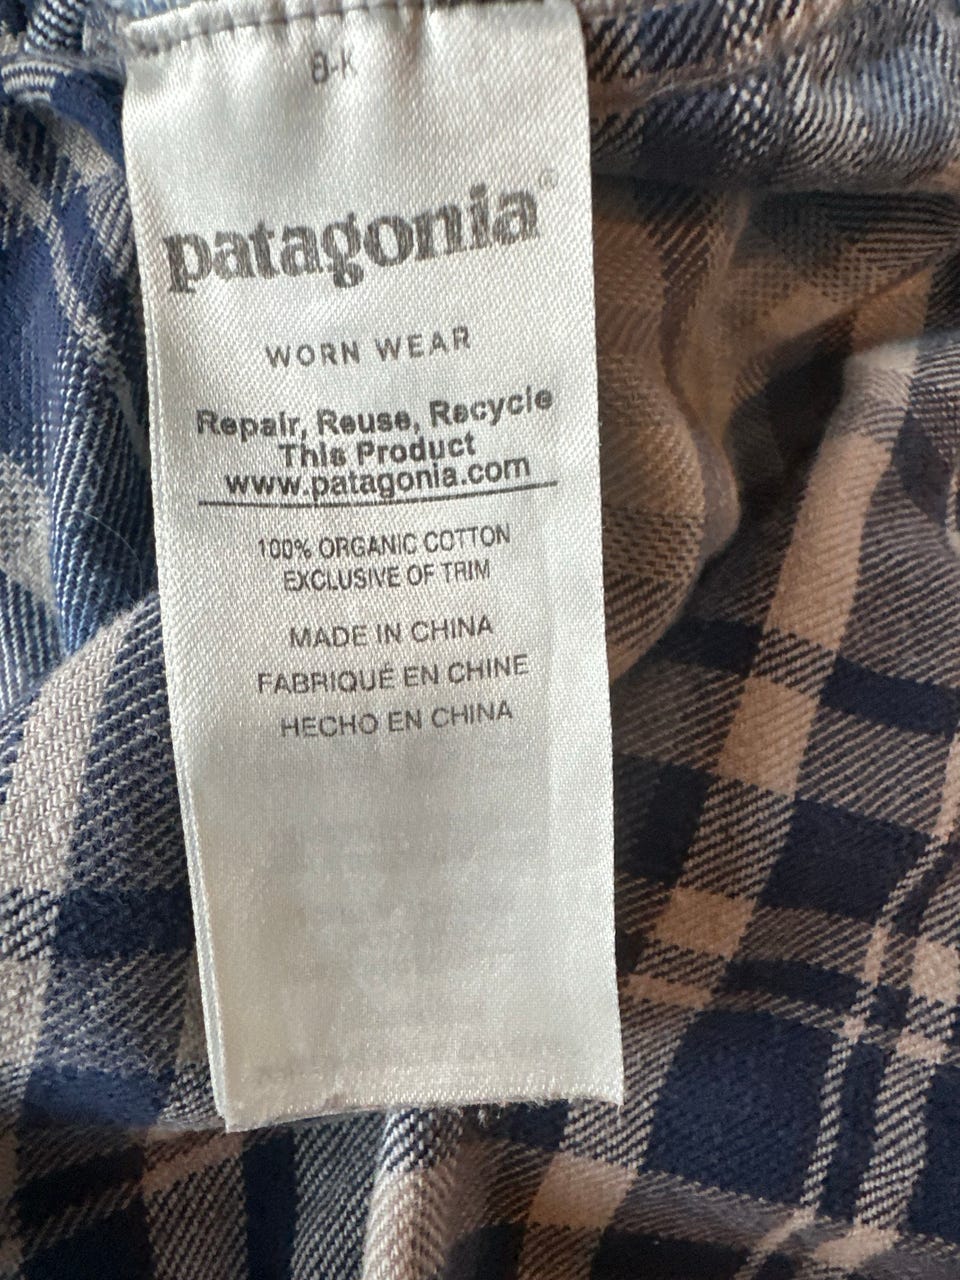 patagonia®
WORN WEAR
Repair, Reuse, Recycle
This Product
www.patagonia.com
100% ORGANIC COTTON
EXCLUSIVE OF TRIM
MADE IN CHINA
FABRIQUÉ EN CHINE
HECHO EN CHINA